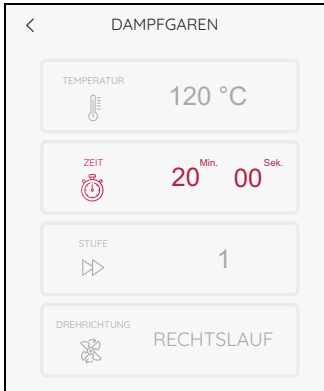 DAMPFGAREN
TEMPERATUR
120 °C
ZEIT
20 Min. 00 Sek.
STUFE
1
DREHRICHTUNG
RECHTSLAUF